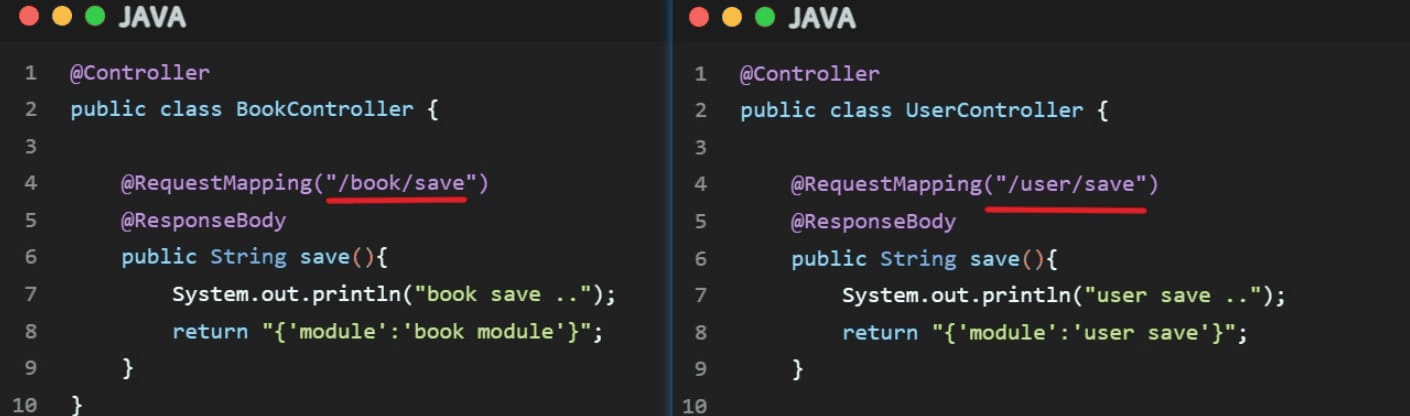 JAVA
1 @Controller
2 public class BookController {
3
4     @RequestMapping("/book/save")
5     @ResponseBody
6     public String save(){
7         System.out.println("book save ..");
8         return "{'module':'book module'}";
9     }
10 }
JAVA
1 @Controller
2 public class UserController {
3
4     @RequestMapping("/user/save")
5     @ResponseBody
6     public String save(){
7         System.out.println("user save ..");
8         return "{'module':'user save'}";
9     }
10